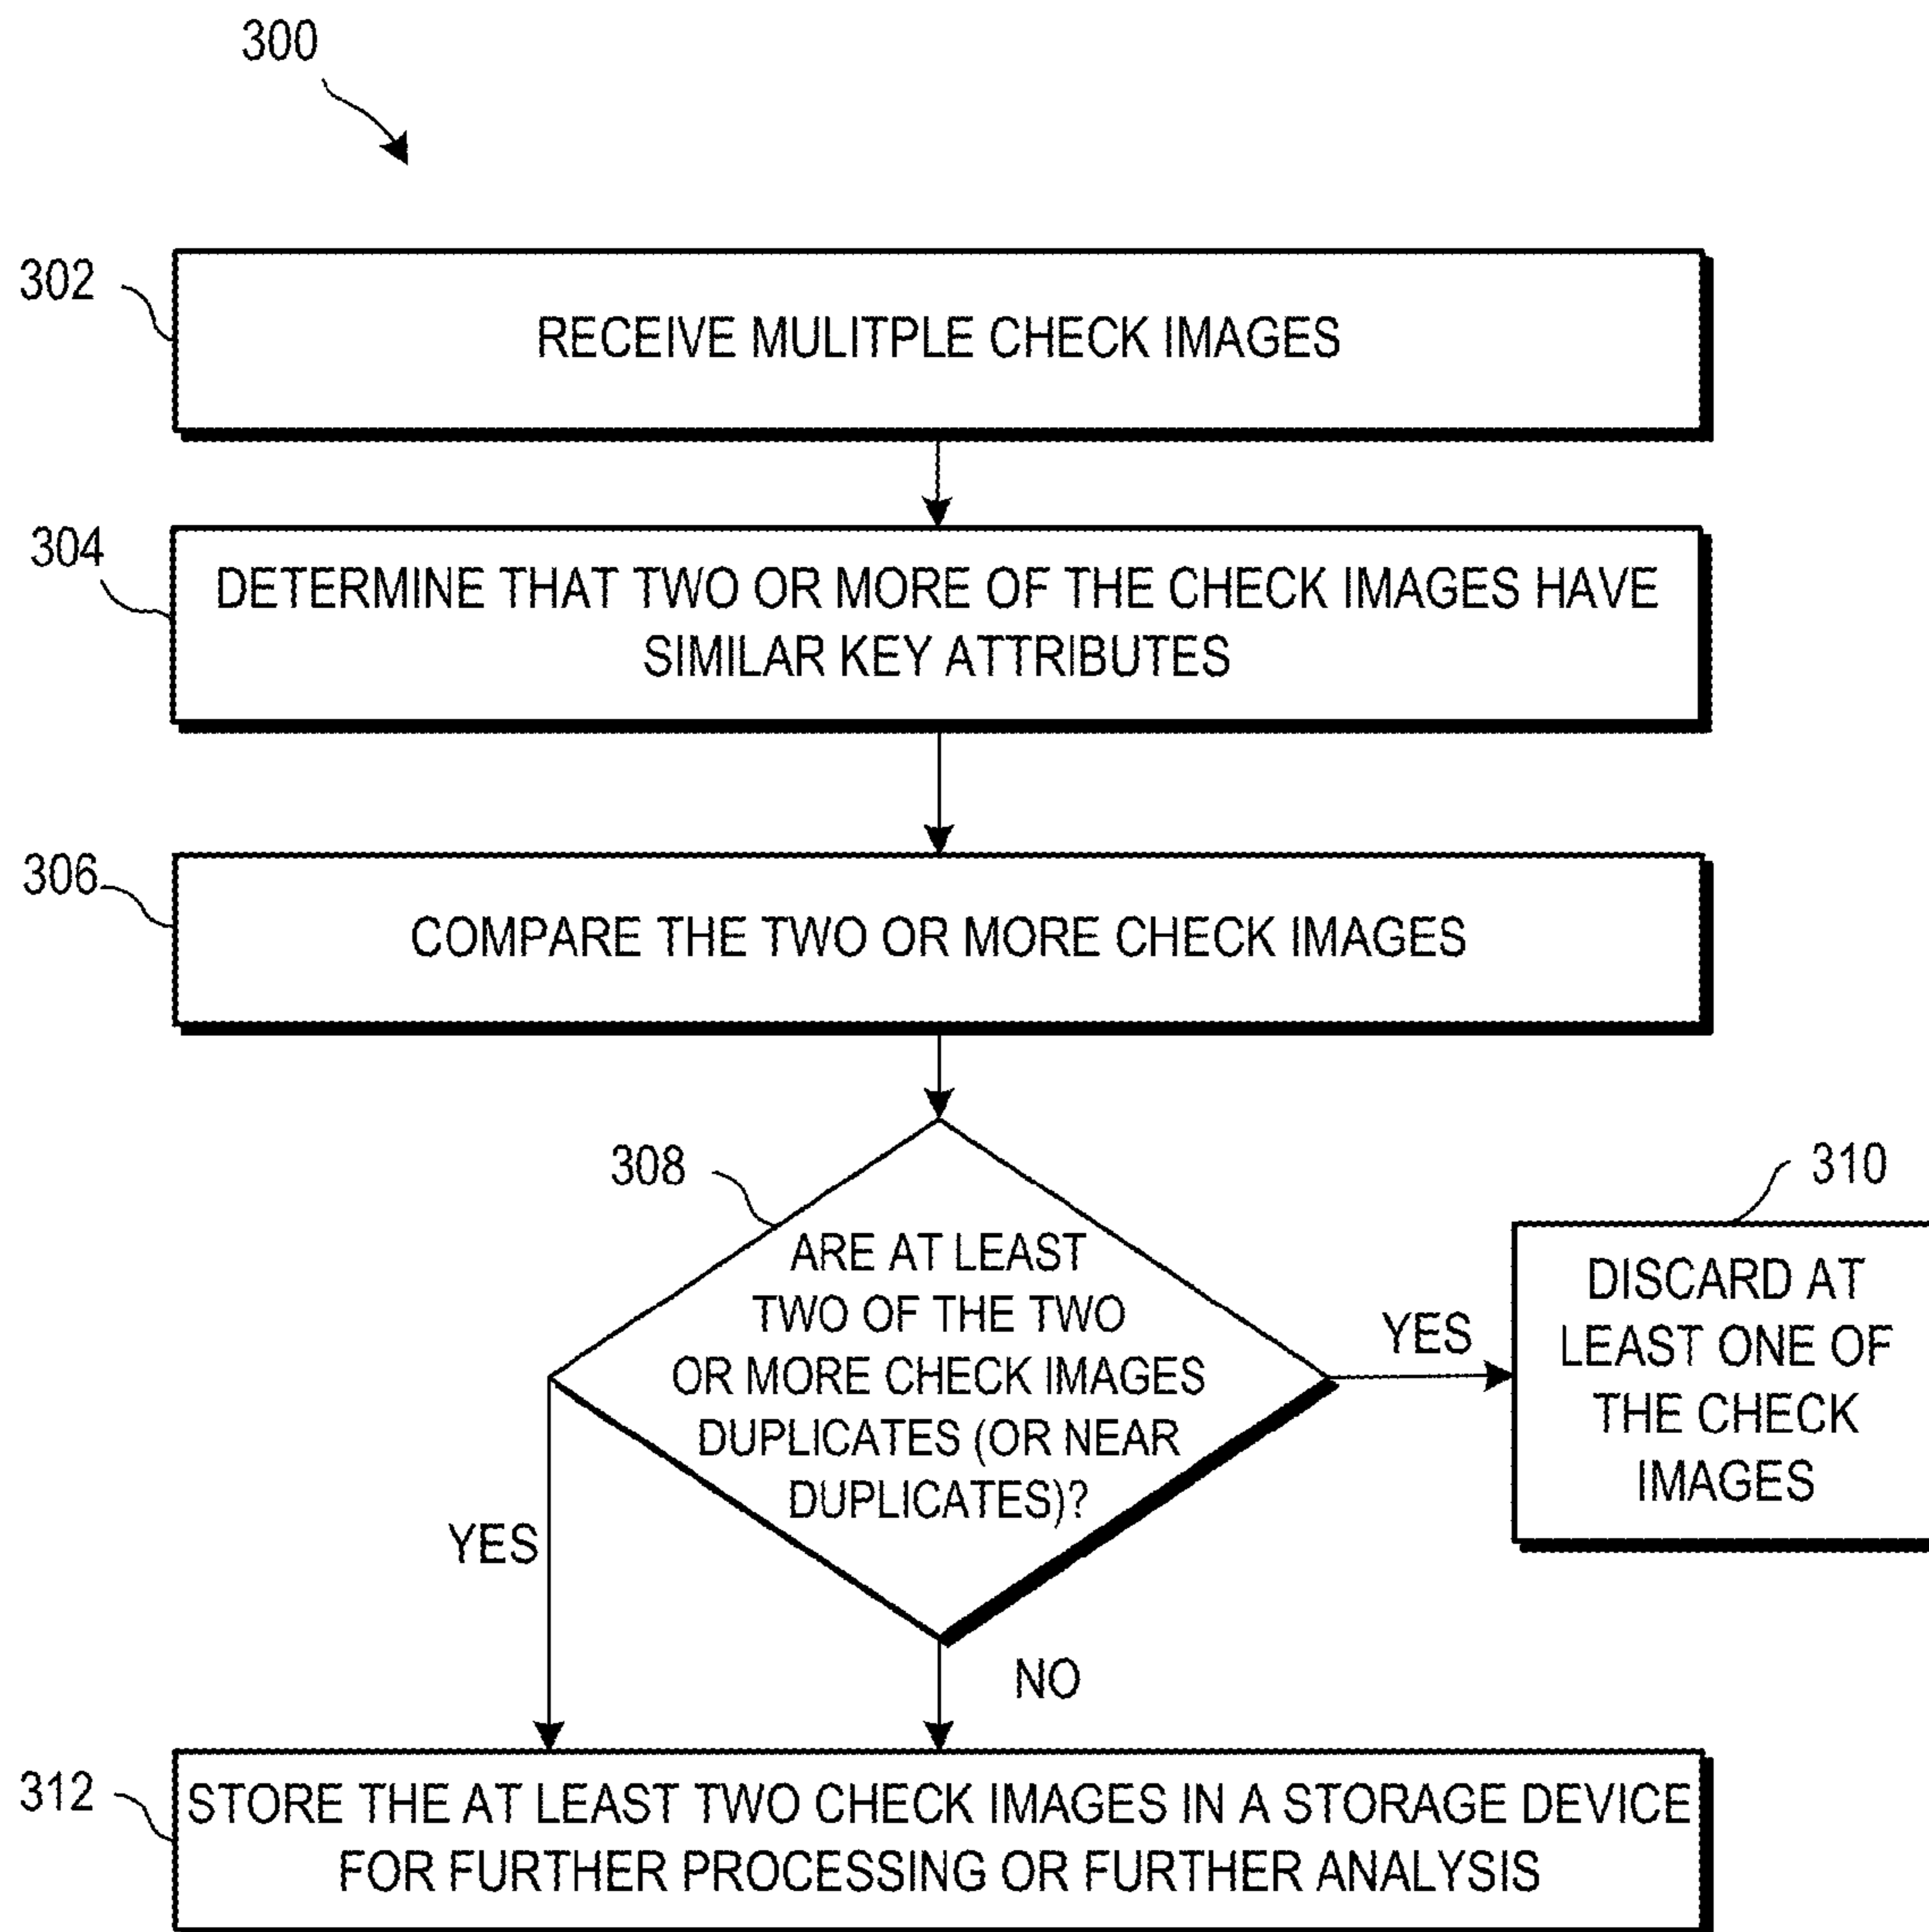 300
302
RECEIVE MULITPLE CHECK IMAGES
304
DETERMINE THAT TWO OR MORE OF THE CHECK IMAGES HAVE
SIMILAR KEY ATTRIBUTES
306
COMPARE THE TWO OR MORE CHECK IMAGES
308
ARE AT LEAST
TWO OF THE TWO
OR MORE CHECK IMAGES
DUPLICATES (OR NEAR
DUPLICATES)?
YES
310
DISCARD AT
LEAST ONE OF
THE CHECK
IMAGES
YES
NO
312
STORE THE AT LEAST TWO CHECK IMAGES IN A STORAGE DEVICE
FOR FURTHER PROCESSING OR FURTHER ANALYSIS